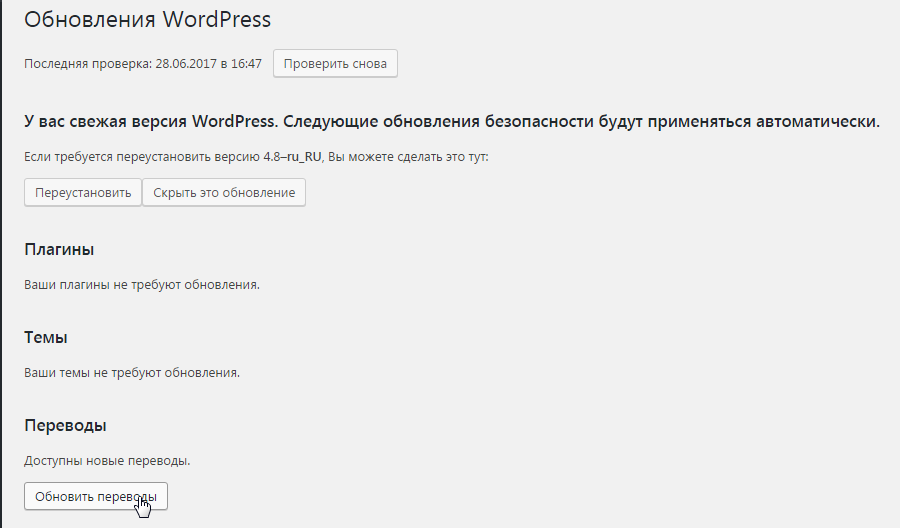 Обновления WordPress
Последняя проверка: 28.06.2017 в 16:47 Проверить снова
У вас свежая версия WordPress. Следующие обновления безопасности будут применяться автоматически.
Если требуется переустановить версию 4.8–ru_RU, Вы можете сделать это тут:
Переустановить Скрыть это обновление
Плагины
Ваши плагины не требуют обновления.
Темы
Ваши темы не требуют обновления.
Переводы
Доступны новые переводы.
Обновить переводы